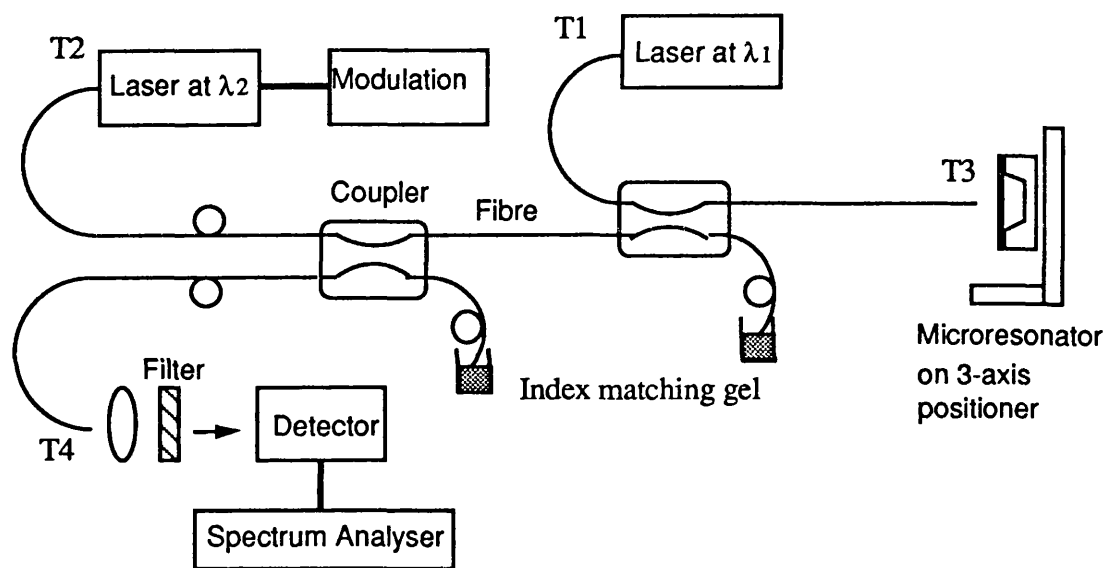 T2
Laser at λ2
Modulation
T1
Laser at λ1
T3
Coupler
Fibre
Microresonator
on 3-axis
positioner
Index matching gel
Filter
T4
Detector
Spectrum Analyser